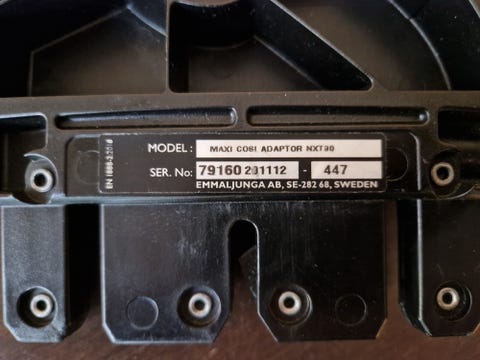 MODEL: MAXI COSI ADAPTOR NXT90
SER. No: 79160 201112 - 447
EMMALJUNGA AB, SE-282 68, SWEDEN